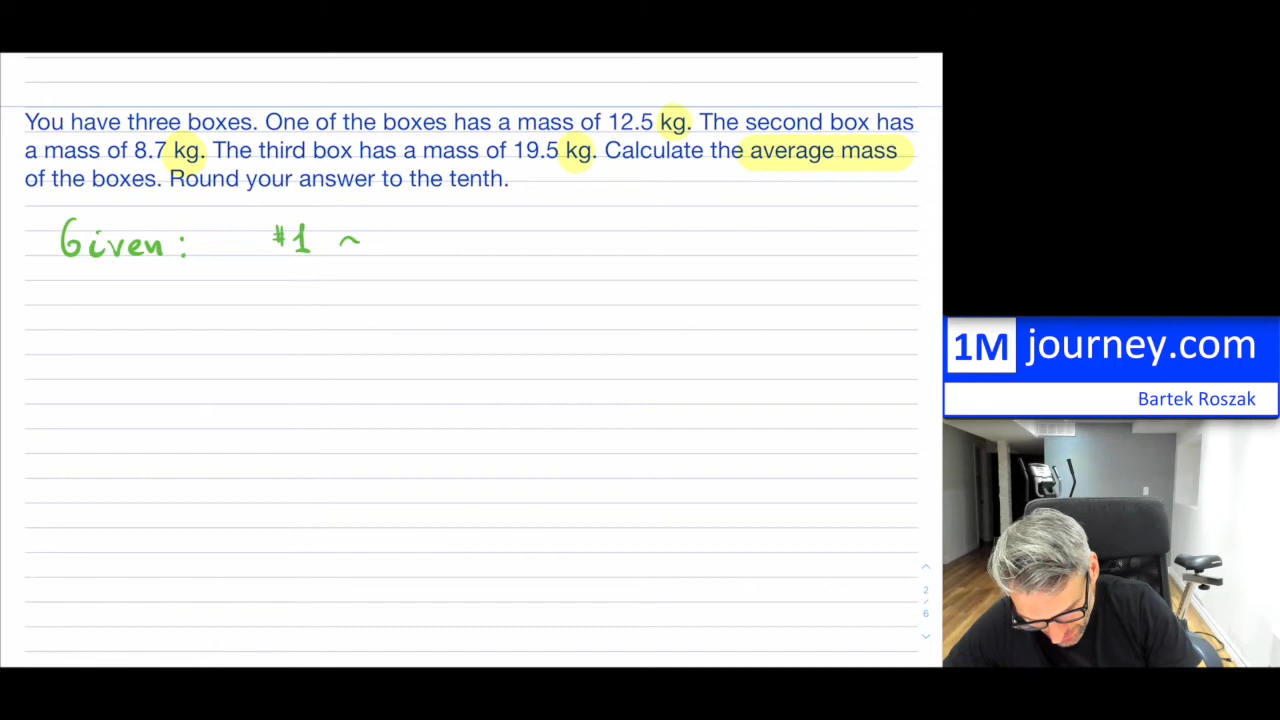 You have three boxes. One of the boxes has a mass of 12.5 kg. The second box has
a mass of 8.7 kg. The third box has a mass of 19.5 kg. Calculate the average mass
of the boxes. Round your answer to the tenth.
Given: #1 ~
1M journey.com
Bartek Roszak
2
/
6